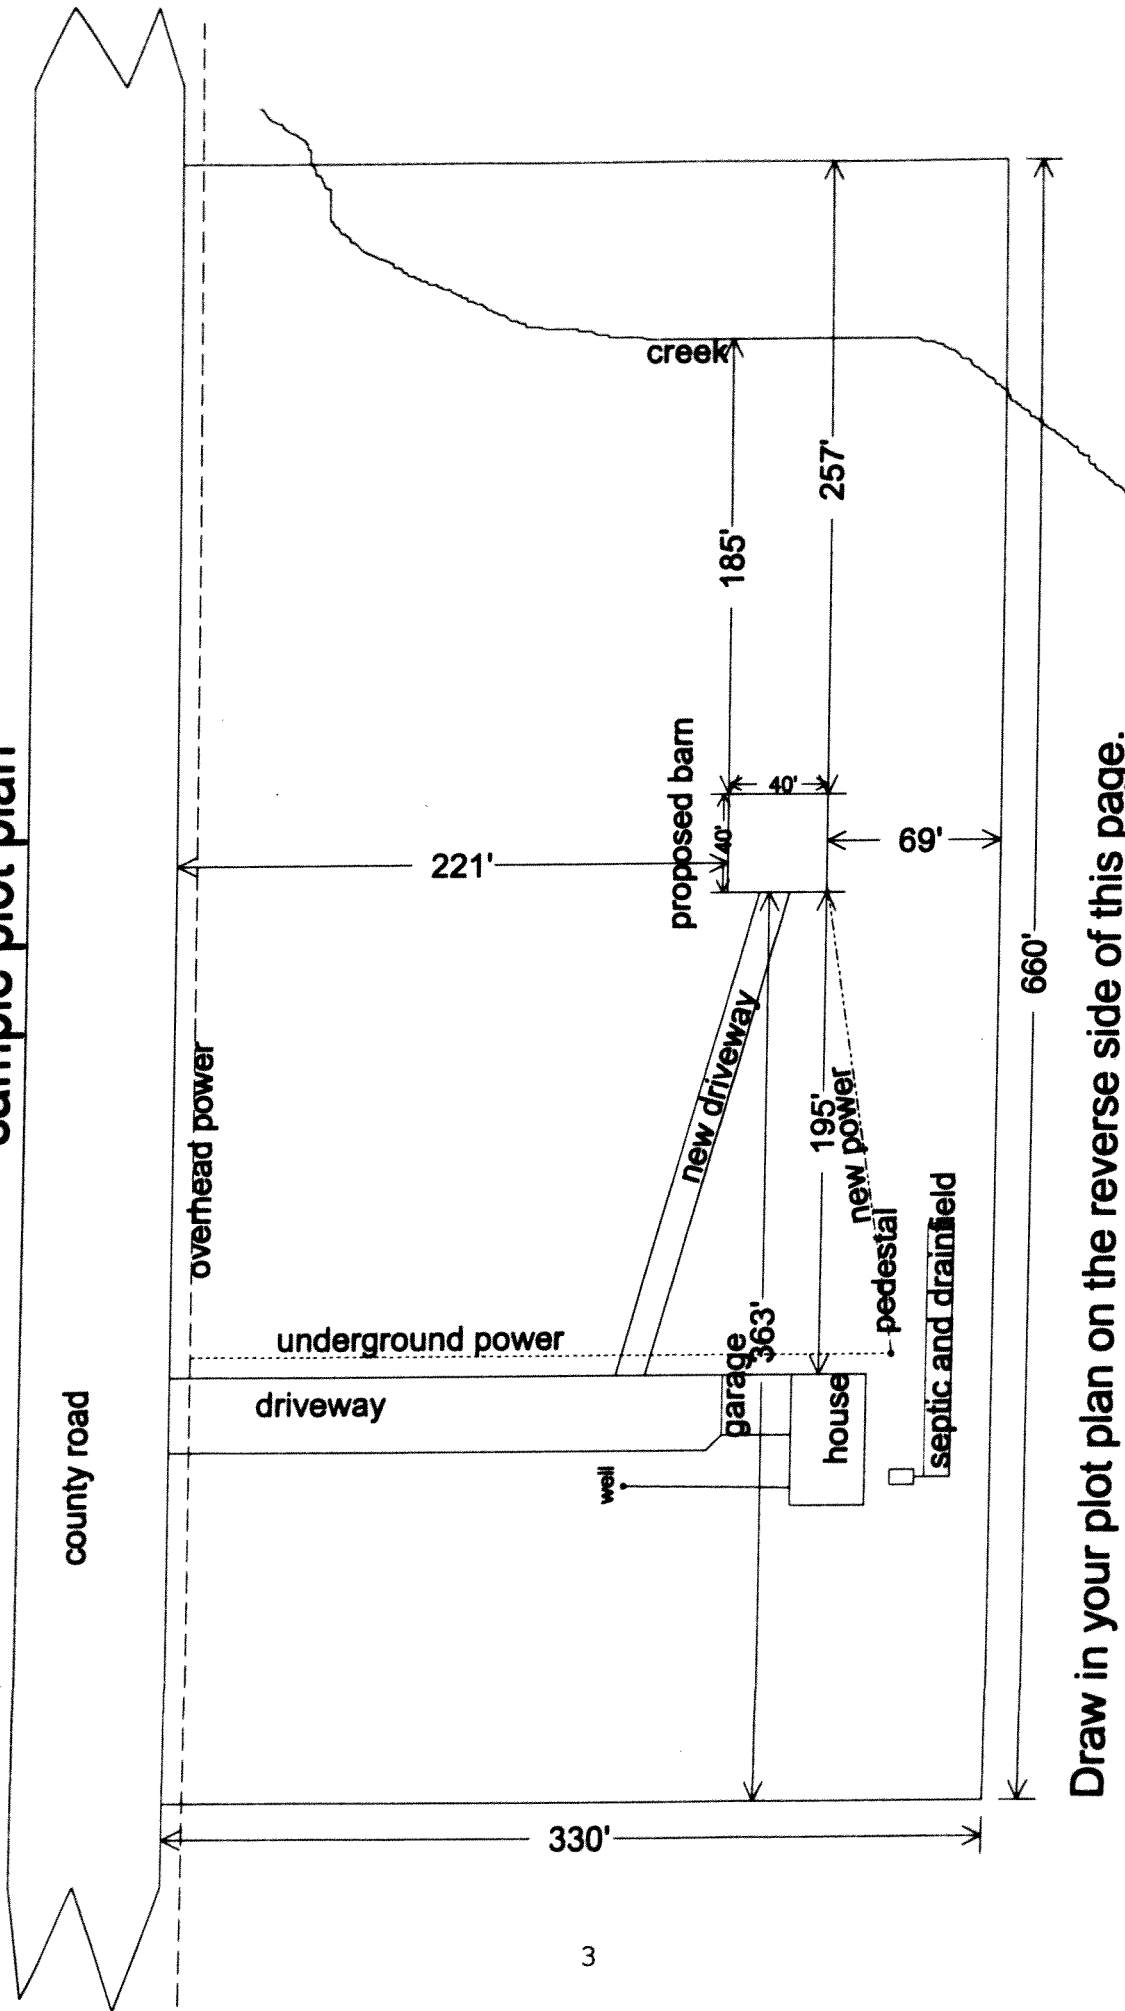 sample plot plan
county road
overhead power
underground power
driveway
creek
185'
257'
proposed barn
40'
40'
221'
69'
new driveway
195'
new power
363'
garage
house
well
pedestal
septic and drainfield
660'
330'
Draw in your plot plan on the reverse side of this page.
3